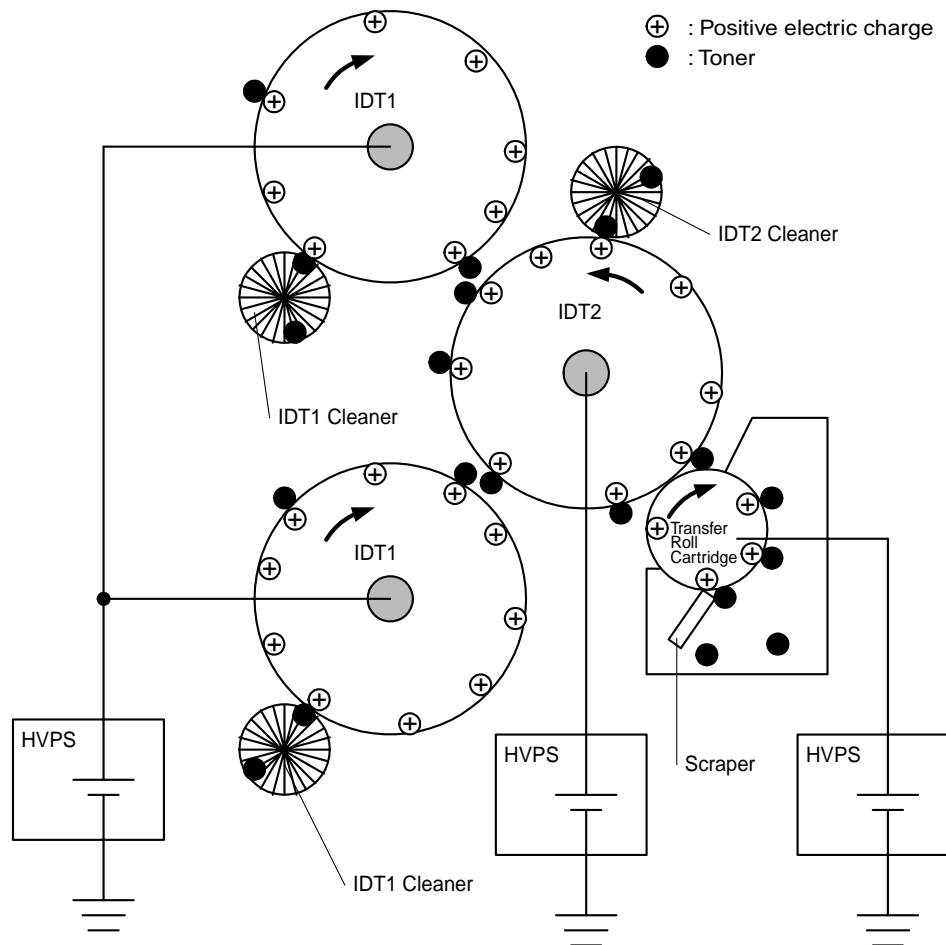 : Positive electric charge
: Toner
IDT1
IDT2 Cleaner
IDT2
IDT1 Cleaner
IDT1
Transfer
Roll
Cartridge
HVPS
HVPS
HVPS
Scraper
IDT1 Cleaner